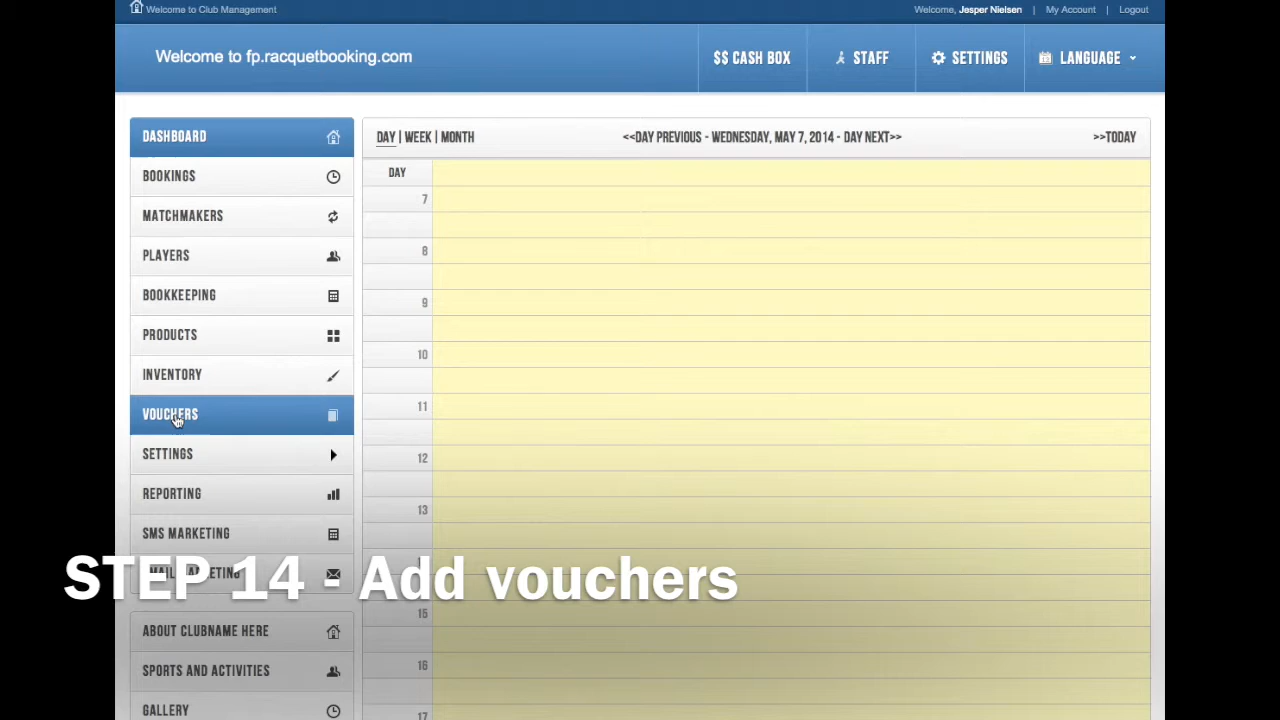 Welcome to Club Management
Welcome, Jesper Nielsen | My Account | Logout
Welcome to fp.racquetbooking.com
$$ CASH BOX
STAFF
SETTINGS
LANGUAGE
DASHBOARD
BOOKINGS
MATCHMAKERS
PLAYERS
BOOKKEEPING
PRODUCTS
INVENTORY
VOUCHERS
SETTINGS
REPORTING
SMS MARKETING
EMAIL MARKETING
ABOUT CLUBNAME HERE
SPORTS AND ACTIVITIES
GALLERY
DAY | WEEK | MONTH
<<DAY PREVIOUS - WEDNESDAY, MAY 7, 2014 - DAY NEXT>>
>>TODAY
DAY
7
8
9
10
11
12
13
15
16
17
STEP 14 - Add vouchers